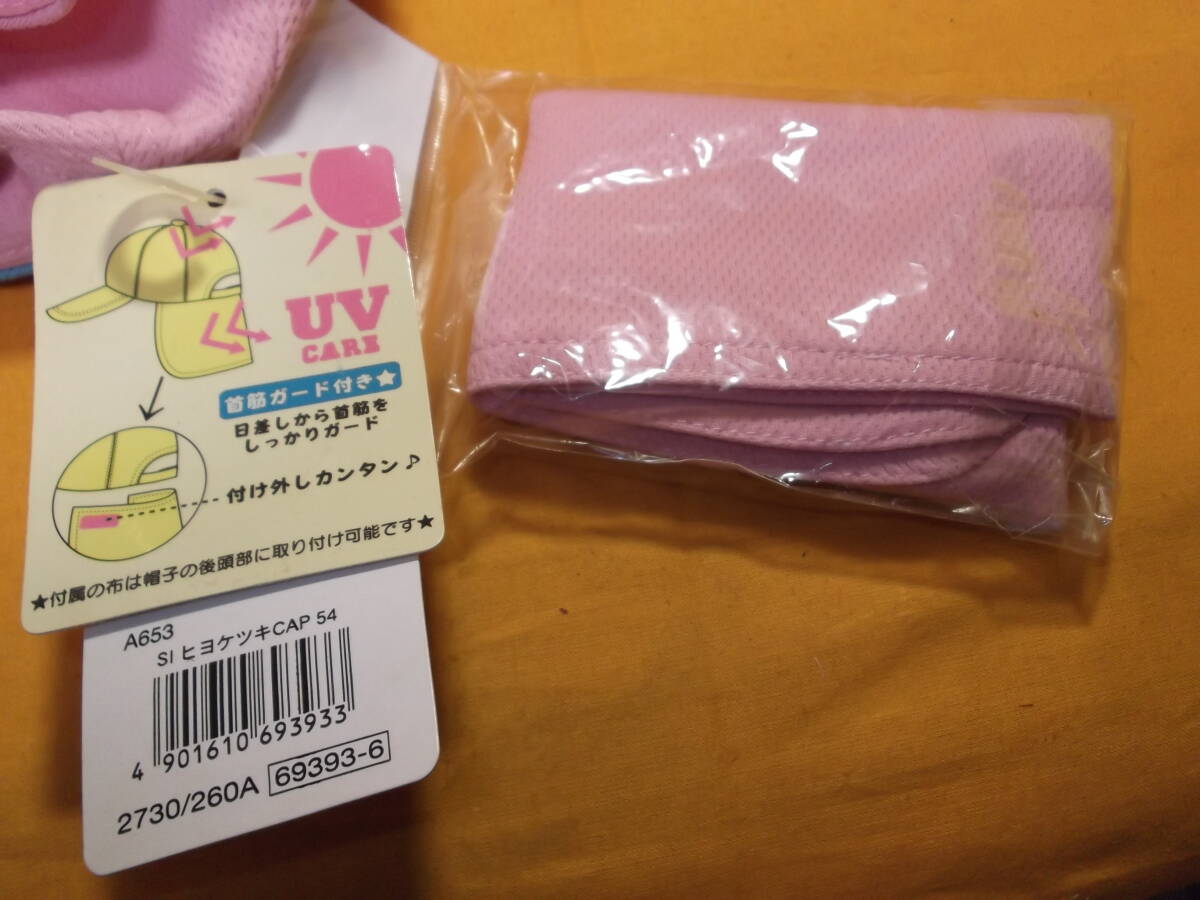 UV
CARE
首筋ガード付き★
日差しから首筋を
しっかりガード
付け外しカンタン♪
★付属の布は帽子の後頭部に取り付け可能です★
A653
SI ヒヨケツキCAP 54
4 901610 693933
2730/260A 69393-6